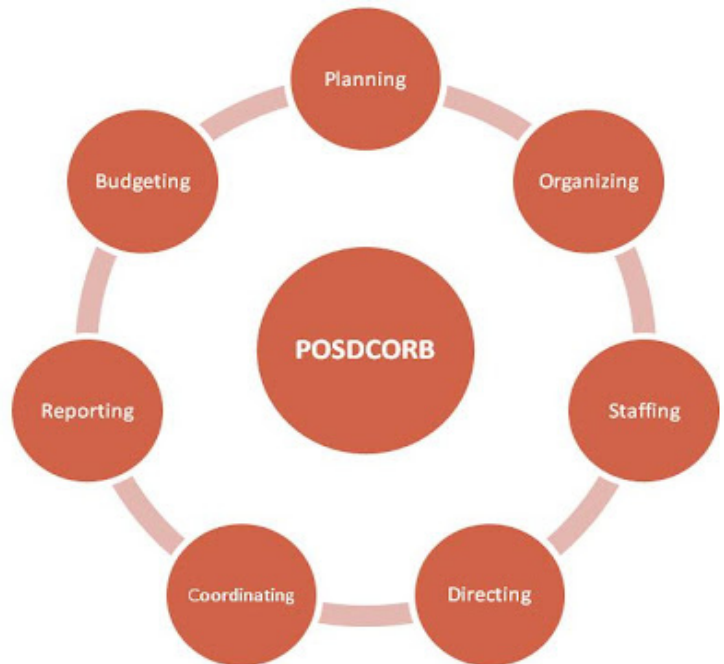 Planning
Organizing
Staffing
Directing
Coordinating
Reporting
Budgeting
POSDCORB